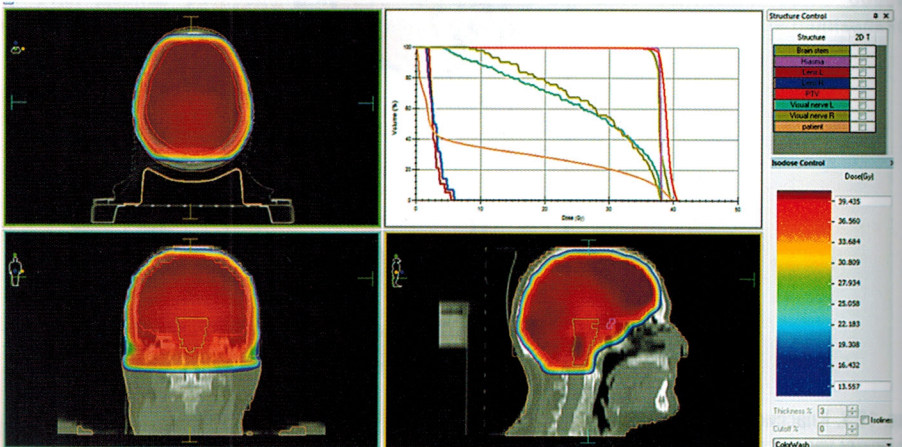 Structure Control
Structure 2D T
Brain stem
Hiasma
Lens L
Lens R
PTV
Visual nerve L
Visual nerve R
patient
Isodose Control
Dose[Gy]
39.435
36.560
33.684
30.809
27.934
25.058
22.183
19.308
16.432
13.557
Thickness % 3
Isolines
Cutoff % 0
ColorWash
Volume (%)
100
80
60
40
20
0
0 10 20 30 40 50
Dose (Gy)